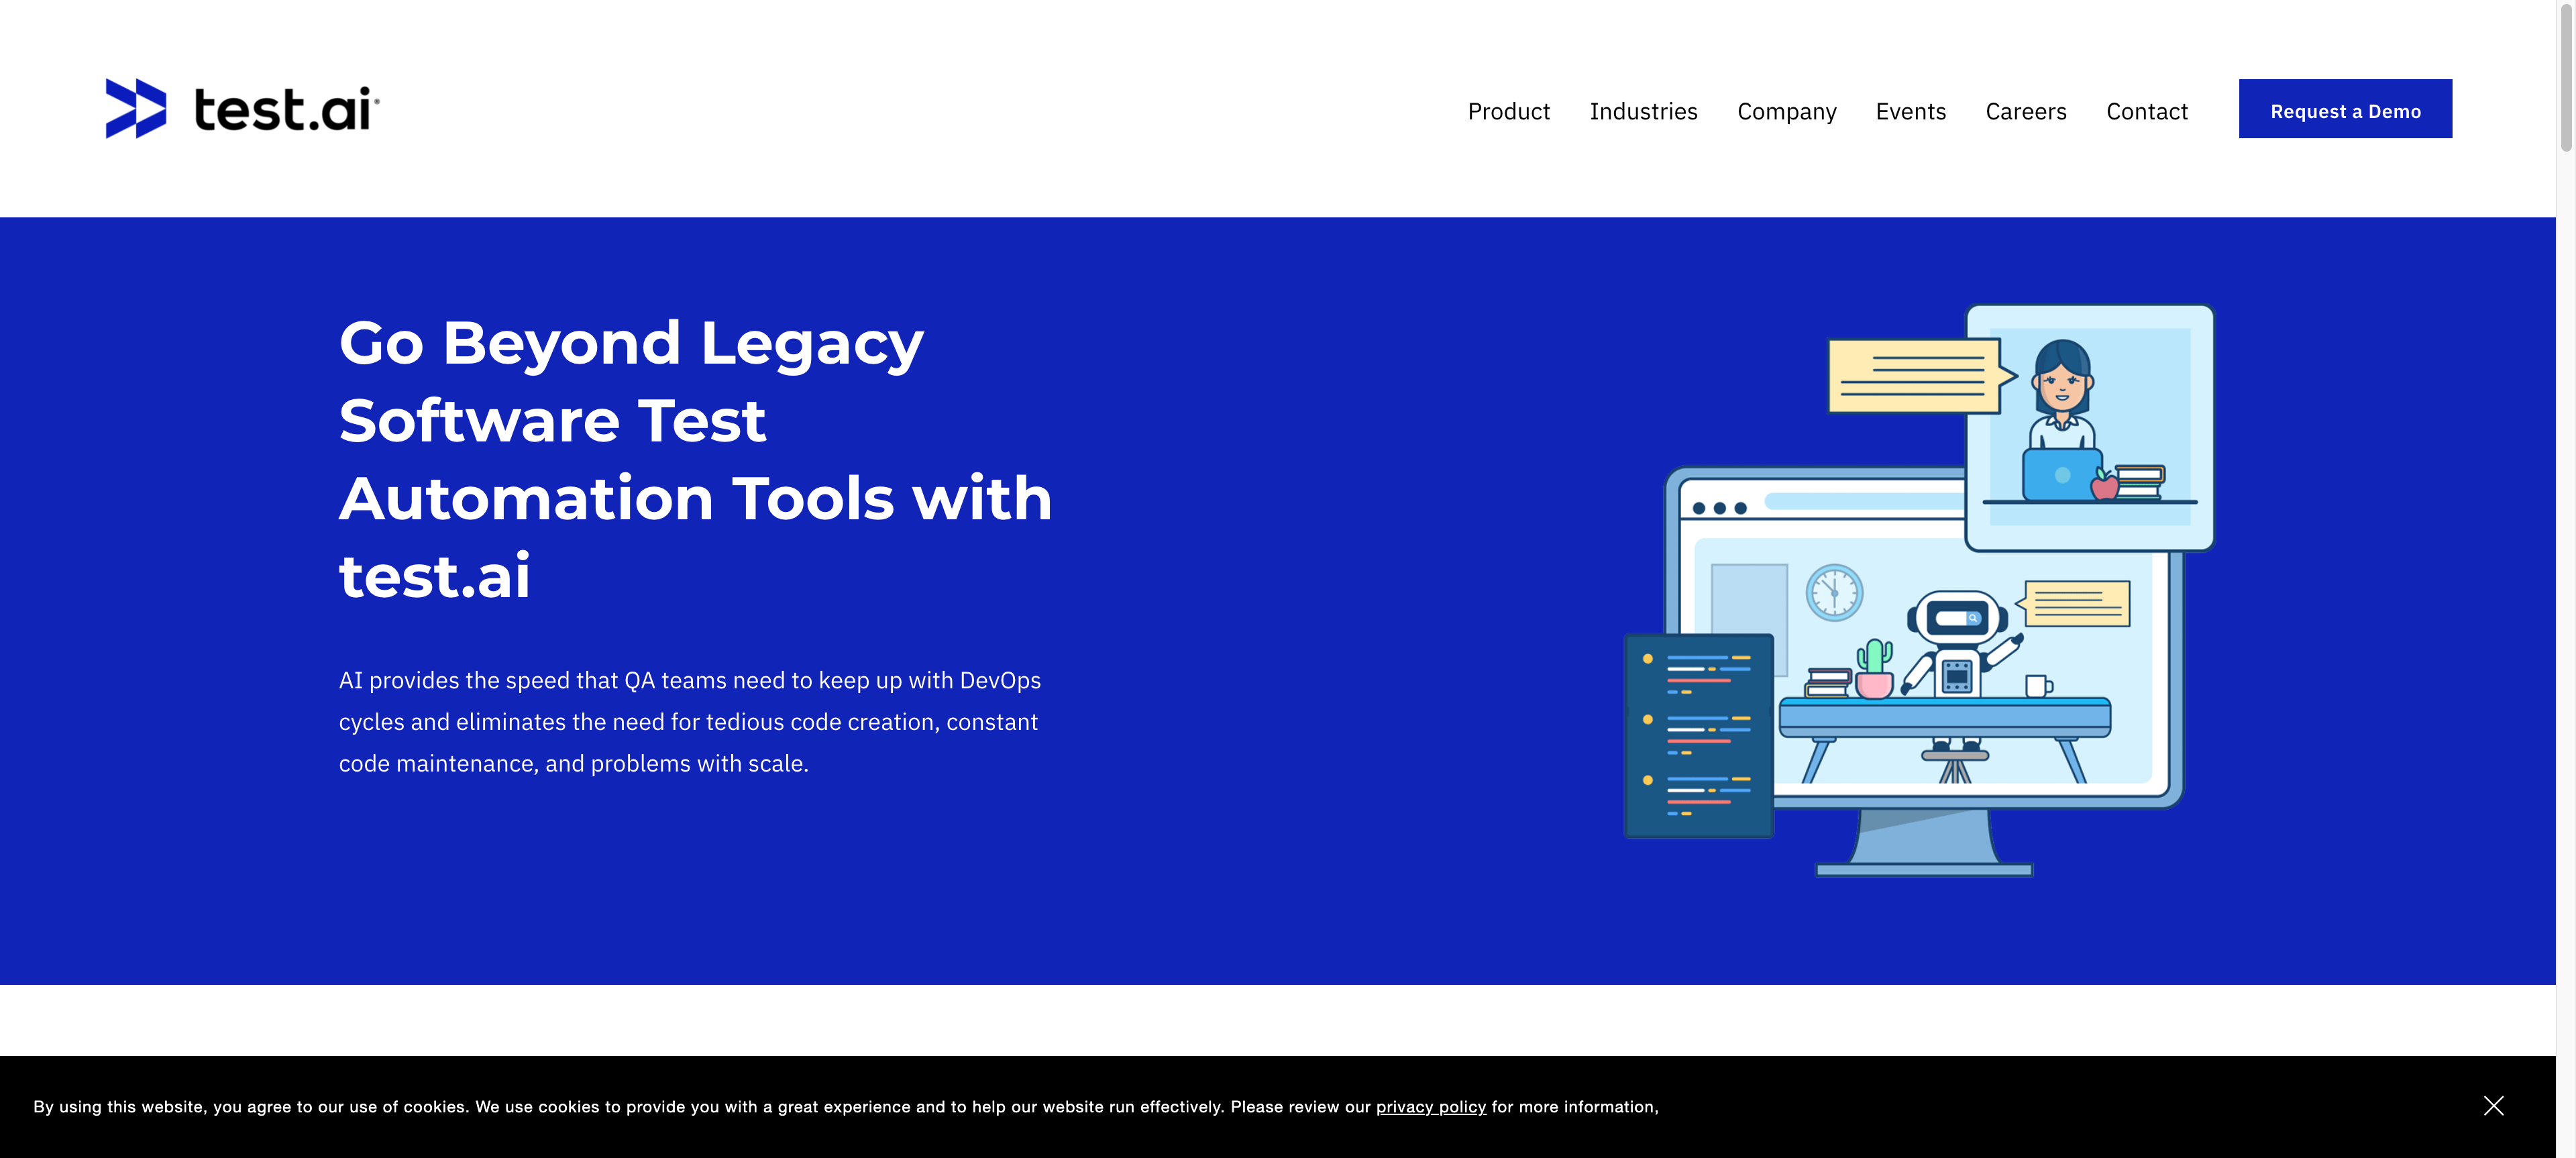 test.ai
Product
Industries
Company
Events
Careers
Contact
Request a Demo
Go Beyond Legacy
Software Test
Automation Tools with
test.ai
AI provides the speed that QA teams need to keep up with DevOps
cycles and eliminates the need for tedious code creation, constant
code maintenance, and problems with scale.
By using this website, you agree to our use of cookies. We use cookies to provide you with a great experience and to help our website run effectively. Please review our privacy policy for more information,